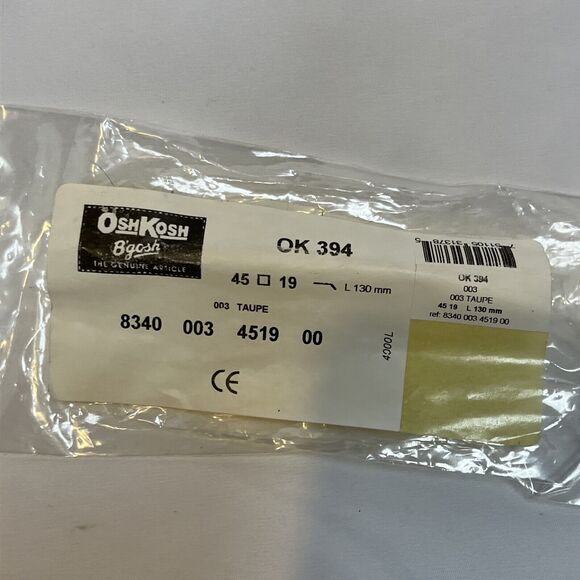 OSHKOSH
B'gosh
THE GENUINE ARTICLE
OK 394
45 □ 19 L 130 mm
003 TAUPE
8340 003 4519 00
CE
4000L
OK 394
003
003 TAUPE
45 19 L 130 mm
ref: 8340 003 4519 00